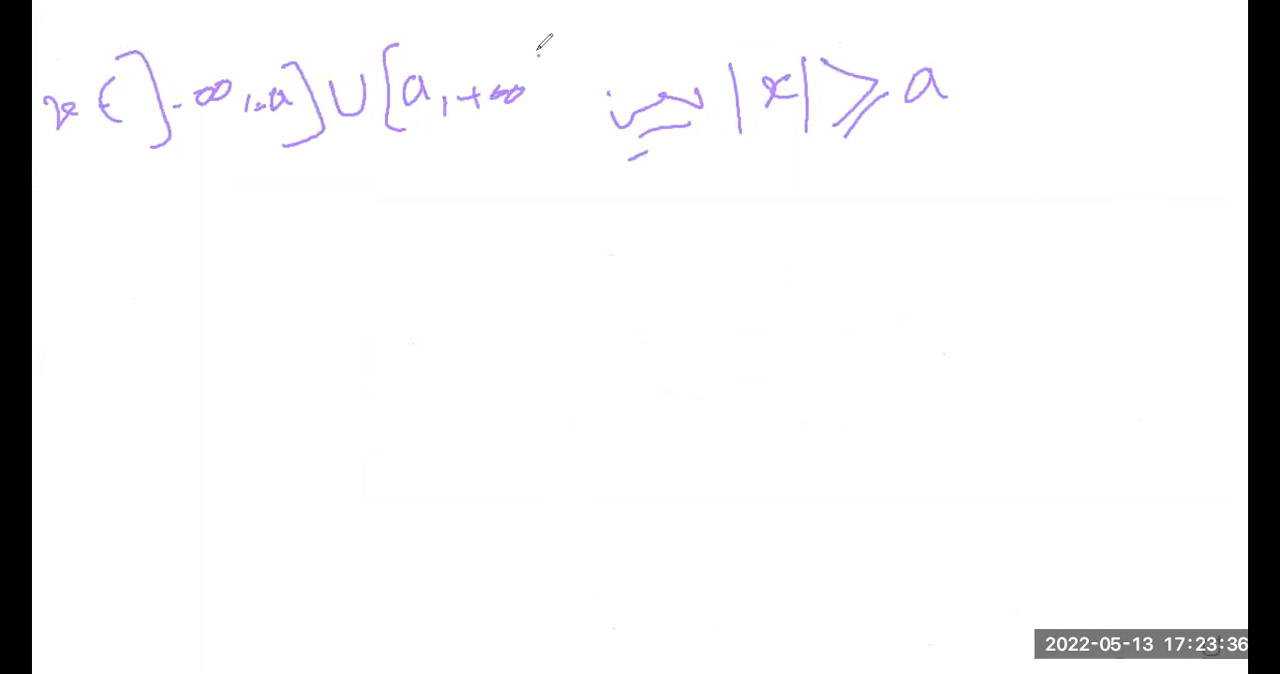 |x| ≥ a يعني x ∈ ]-∞, -a] ∪ [a, +∞
2022-05-13 17:23:36